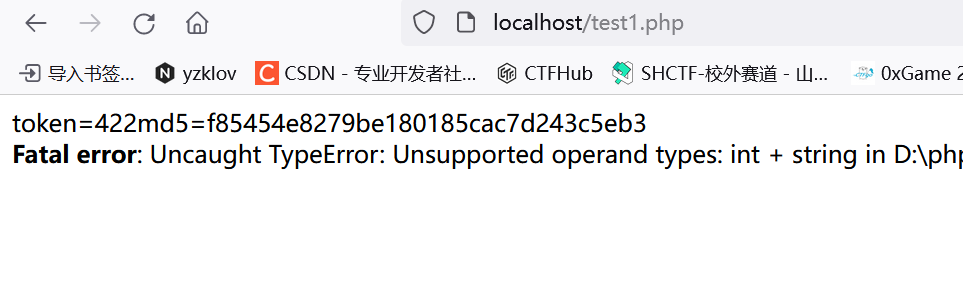 localhost/test1.php
导入书签... yzklov CSDN - 专业开发者社... CTFHub SHCTF-校外赛道 - 山... 0xGame 2
token=422md5=f85454e8279be180185cac7d243c5eb3
Fatal error: Uncaught TypeError: Unsupported operand types: int + string in D:\php